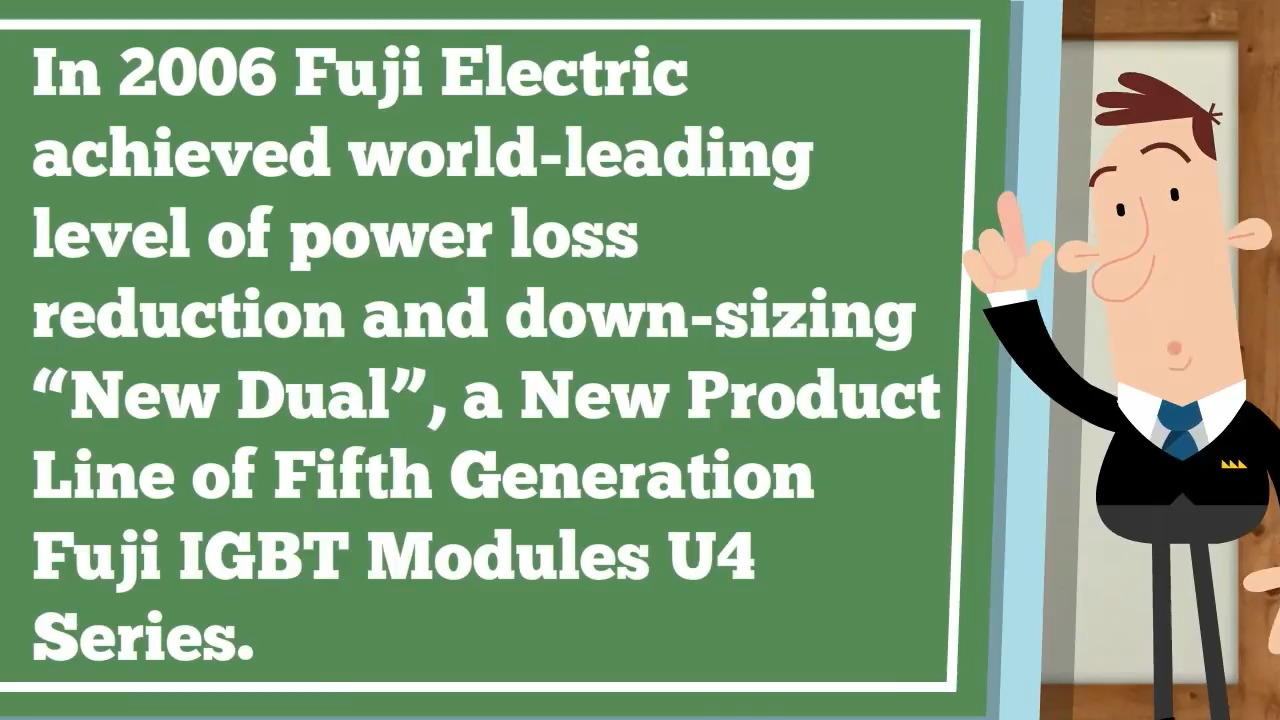 In 2006 Fuji Electric
achieved world-leading
level of power loss
reduction and down-sizing
“New Dual”, a New Product
Line of Fifth Generation
Fuji IGBT Modules U4
Series.